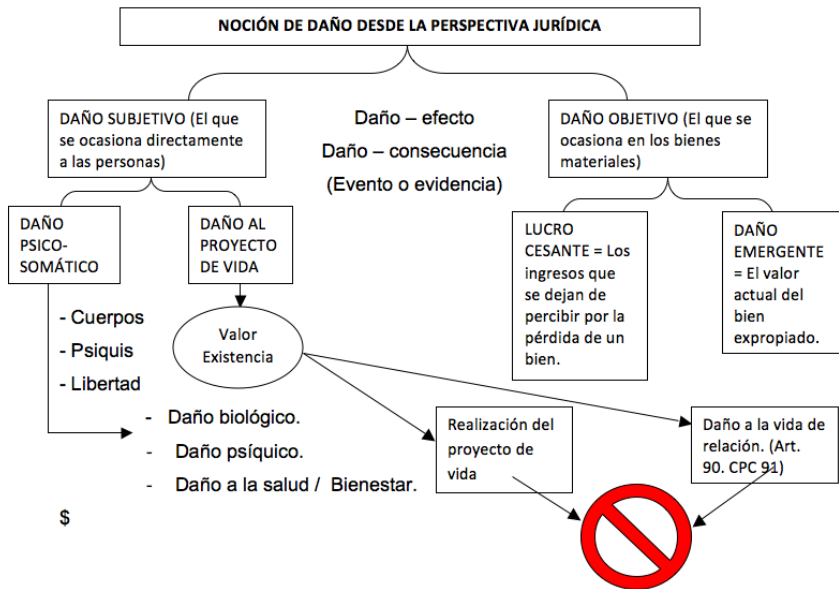 NOCIÓN DE DAÑO DESDE LA PERSPECTIVA JURÍDICA
DAÑO SUBJETIVO (El que
se ocasiona directamente
a las personas)
Daño – efecto
Daño – consecuencia
(Evento o evidencia)
DAÑO OBJETIVO (El que se
ocasiona en los bienes
materiales)
DAÑO
PSICO-
SOMÁTICO
DAÑO AL
PROYECTO
DE VIDA
LUCRO
CESANTE = Los
ingresos que
se dejan de
percibir por la
pérdida de un
bien.
DAÑO
EMERGENTE
= El valor
actual del
bien
expropiado.
- Cuerpos
- Psiquis
- Libertad
Valor
Existencia
- Daño biológico.
- Daño psíquico.
- Daño a la salud / Bienestar.
Realización del
proyecto de
vida
Daño a la vida de
relación. (Art.
90. CPC 91)
$